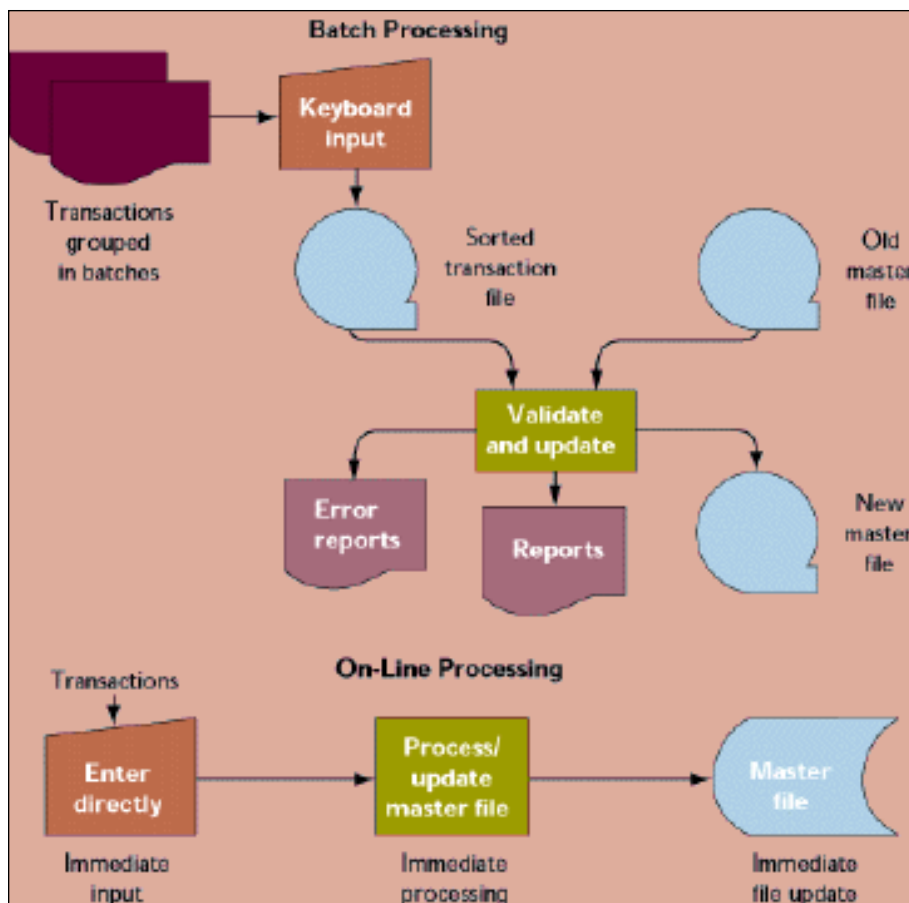 Batch Processing
Keyboard
input
Transactions
grouped
in batches
Sorted
transaction
file
Old
master
file
Validate
and update
Error
reports
Reports
New
master
file
On-Line Processing
Transactions
Enter
directly
Process/
update
master file
Master
file
Immediate
input
Immediate
processing
Immediate
file update